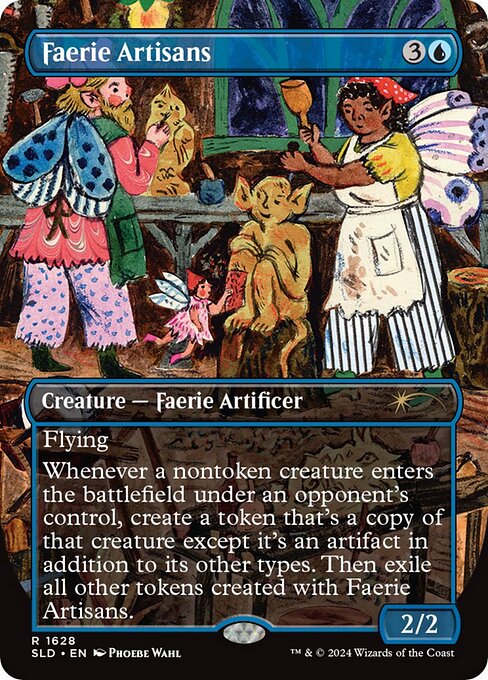 Faerie Artisans 3
Creature — Faerie Artificer
Flying
Whenever a nontoken creature enters
the battlefield under an opponent's
control, create a token that's a copy of
that creature except it's an artifact in
addition to its other types. Then exile
all other tokens created with Faerie
Artisans.
2/2
R 1628
SLD • EN Phoebe Wahl
™ & © 2024 Wizards of the Coast